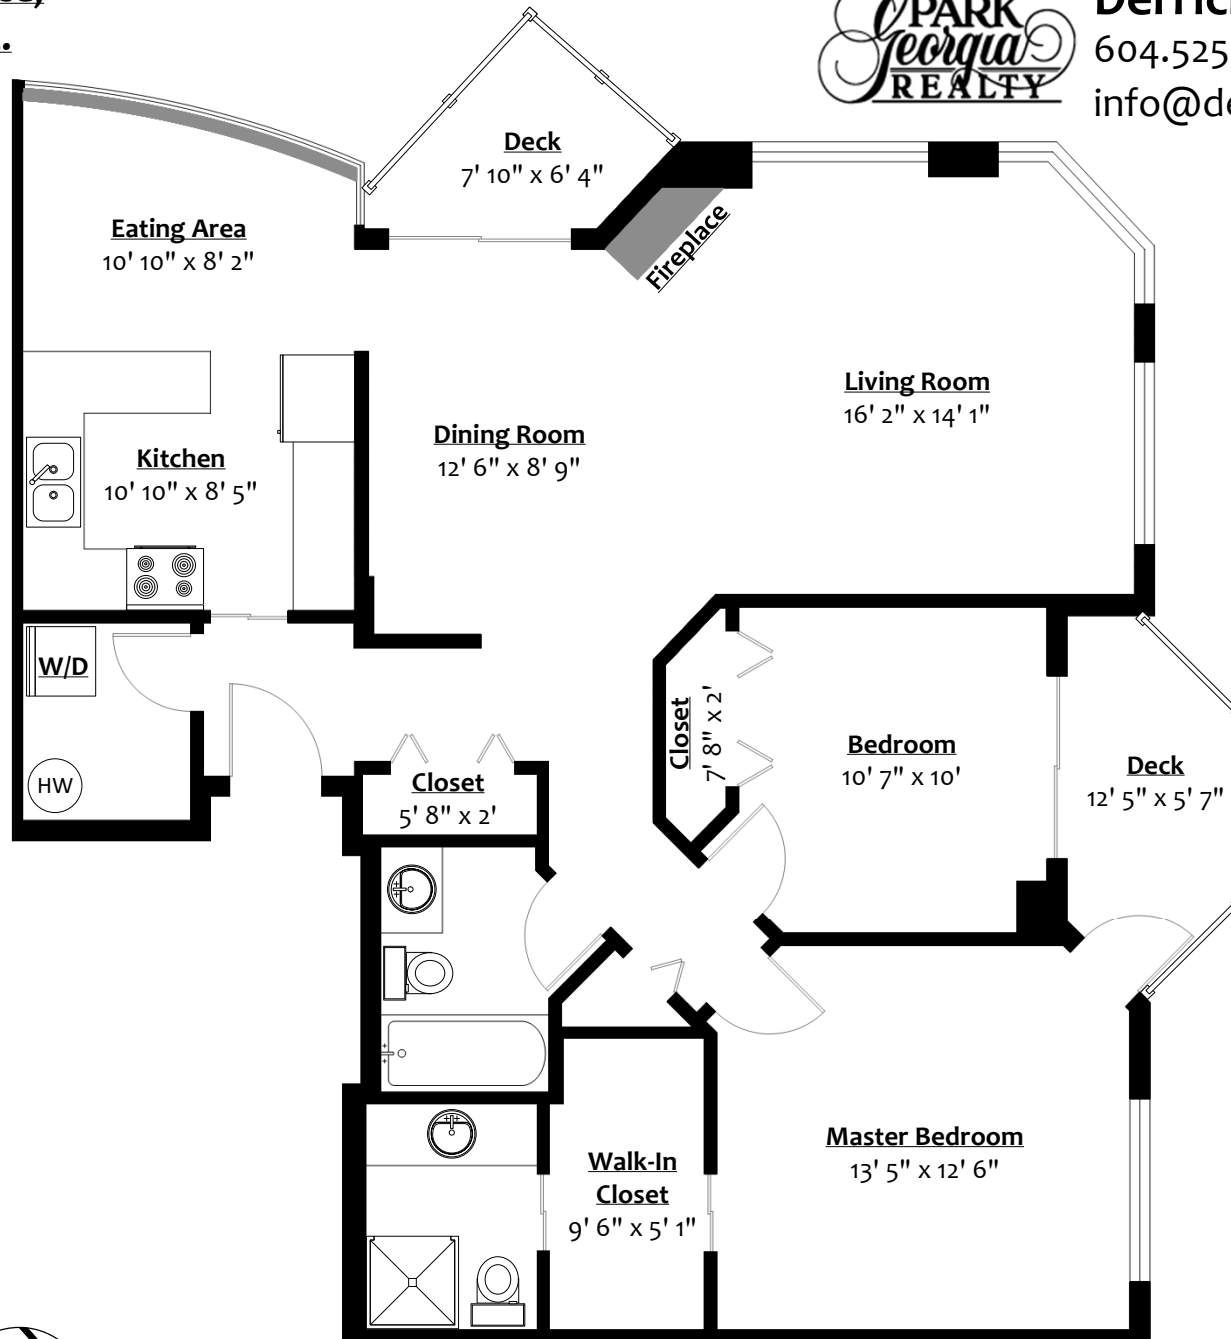 PARK
Georgia
REALTY
604.525
Deck
7' 10" x 6' 4"
Eating Area
10' 10" x 8' 2"
Fireplace
Living Room
16' 2" x 14' 1"
Dining Room
12' 6" x 8' 9"
Kitchen
10' 10" x 8' 5"
W/D
HW
Closet
5' 8" x 2'
Closet
7' 8" x 2'
Bedroom
10' 7" x 10'
Deck
12' 5" x 5' 7"
Master Bedroom
13' 5" x 12' 6"
Walk-In
Closet
9' 6" x 5' 1"